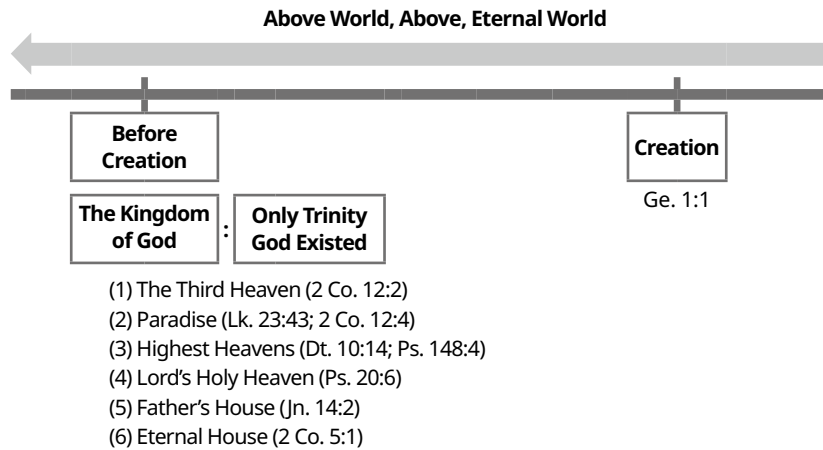 Above World, Above, Eternal World
Before
Creation
Creation
Ge. 1:1
The Kingdom
of God
:
Only Trinity
God Existed
(1) The Third Heaven (2 Co. 12:2)
(2) Paradise (Lk. 23:43; 2 Co. 12:4)
(3) Highest Heavens (Dt. 10:14; Ps. 148:4)
(4) Lord's Holy Heaven (Ps. 20:6)
(5) Father's House (Jn. 14:2)
(6) Eternal House (2 Co. 5:1)